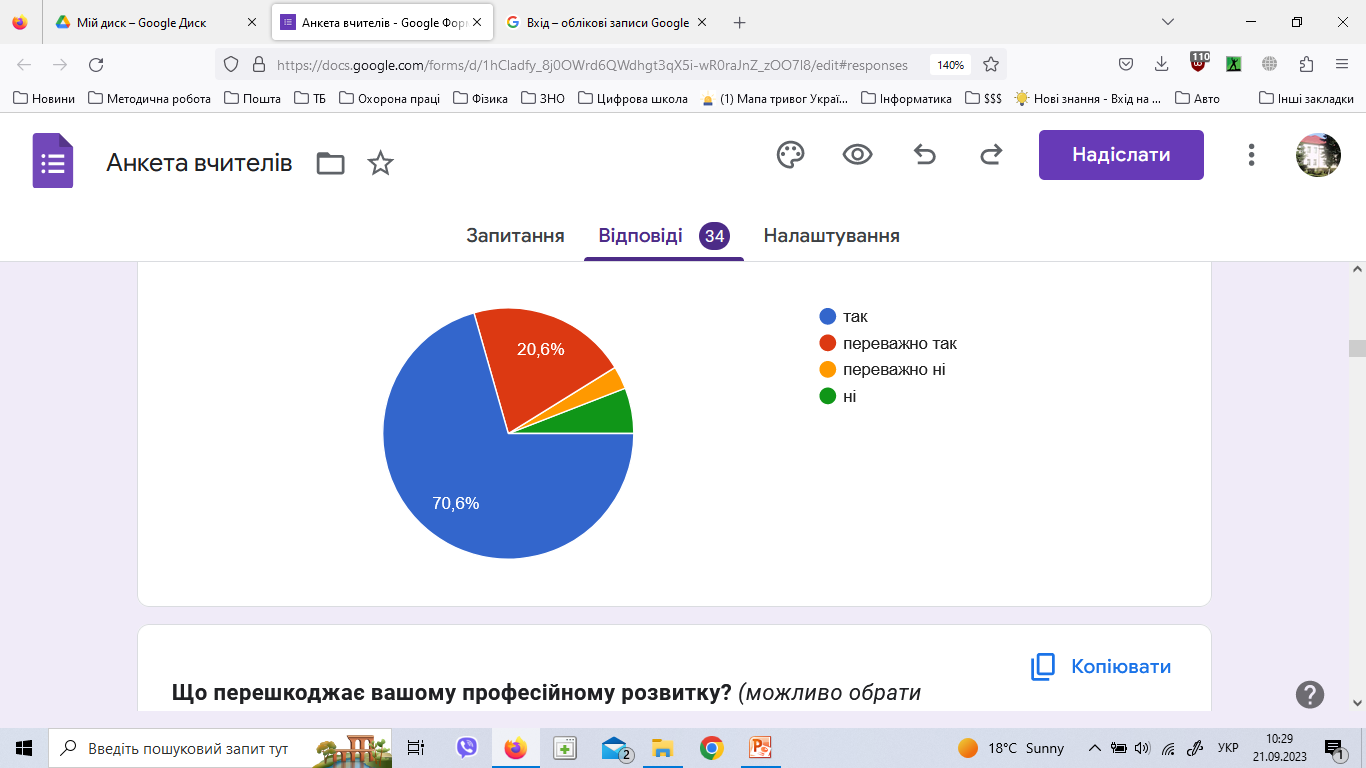 Мій диск – Google Диск
Анкета вчителів - Google Фор
Вхід – облікові записи Google
https://docs.google.com/forms/d/1hCladfy_8j0OWrd6QWdhgt3qX5i-wR0raJnZ_zOO7l8/edit#responses
140%
110
Новини
Методична робота
Пошта
ТБ
Охорона праці
Фізика
ЗНО
Цифрова школа
(1) Мапа тривог Украї...
Інформатика
$$$
Нові знання - Вхід на ...
Авто
Інші закладки
Анкета вчителів
Надіслати
Запитання
Відповіді 34
Налаштування
20,6%
70,6%
так
переважно так
переважно ні
ні
Копіювати
Що перешкоджає вашому професійному розвитку? (можливо обрати
Введіть пошуковий запит тут
2
18°C Sunny
УКР
10:29
21.09.2023
1